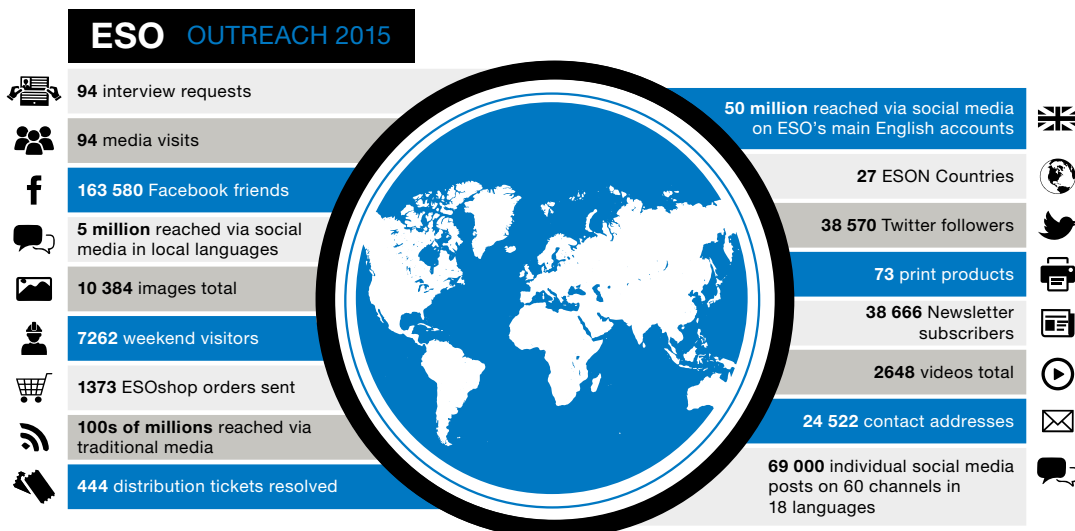 ESO OUTREACH 2015
94 interview requests
94 media visits
163 580 Facebook friends
5 million reached via social
media in local languages
10 384 images total
7262 weekend visitors
1373 ESOshop orders sent
100s of millions reached via
traditional media
444 distribution tickets resolved
50 million reached via social media
on ESO's main English accounts
27 ESON Countries
38 570 Twitter followers
73 print products
38 666 Newsletter
subscribers
2648 videos total
24 522 contact addresses
69 000 individual social media
posts on 60 channels in
18 languages